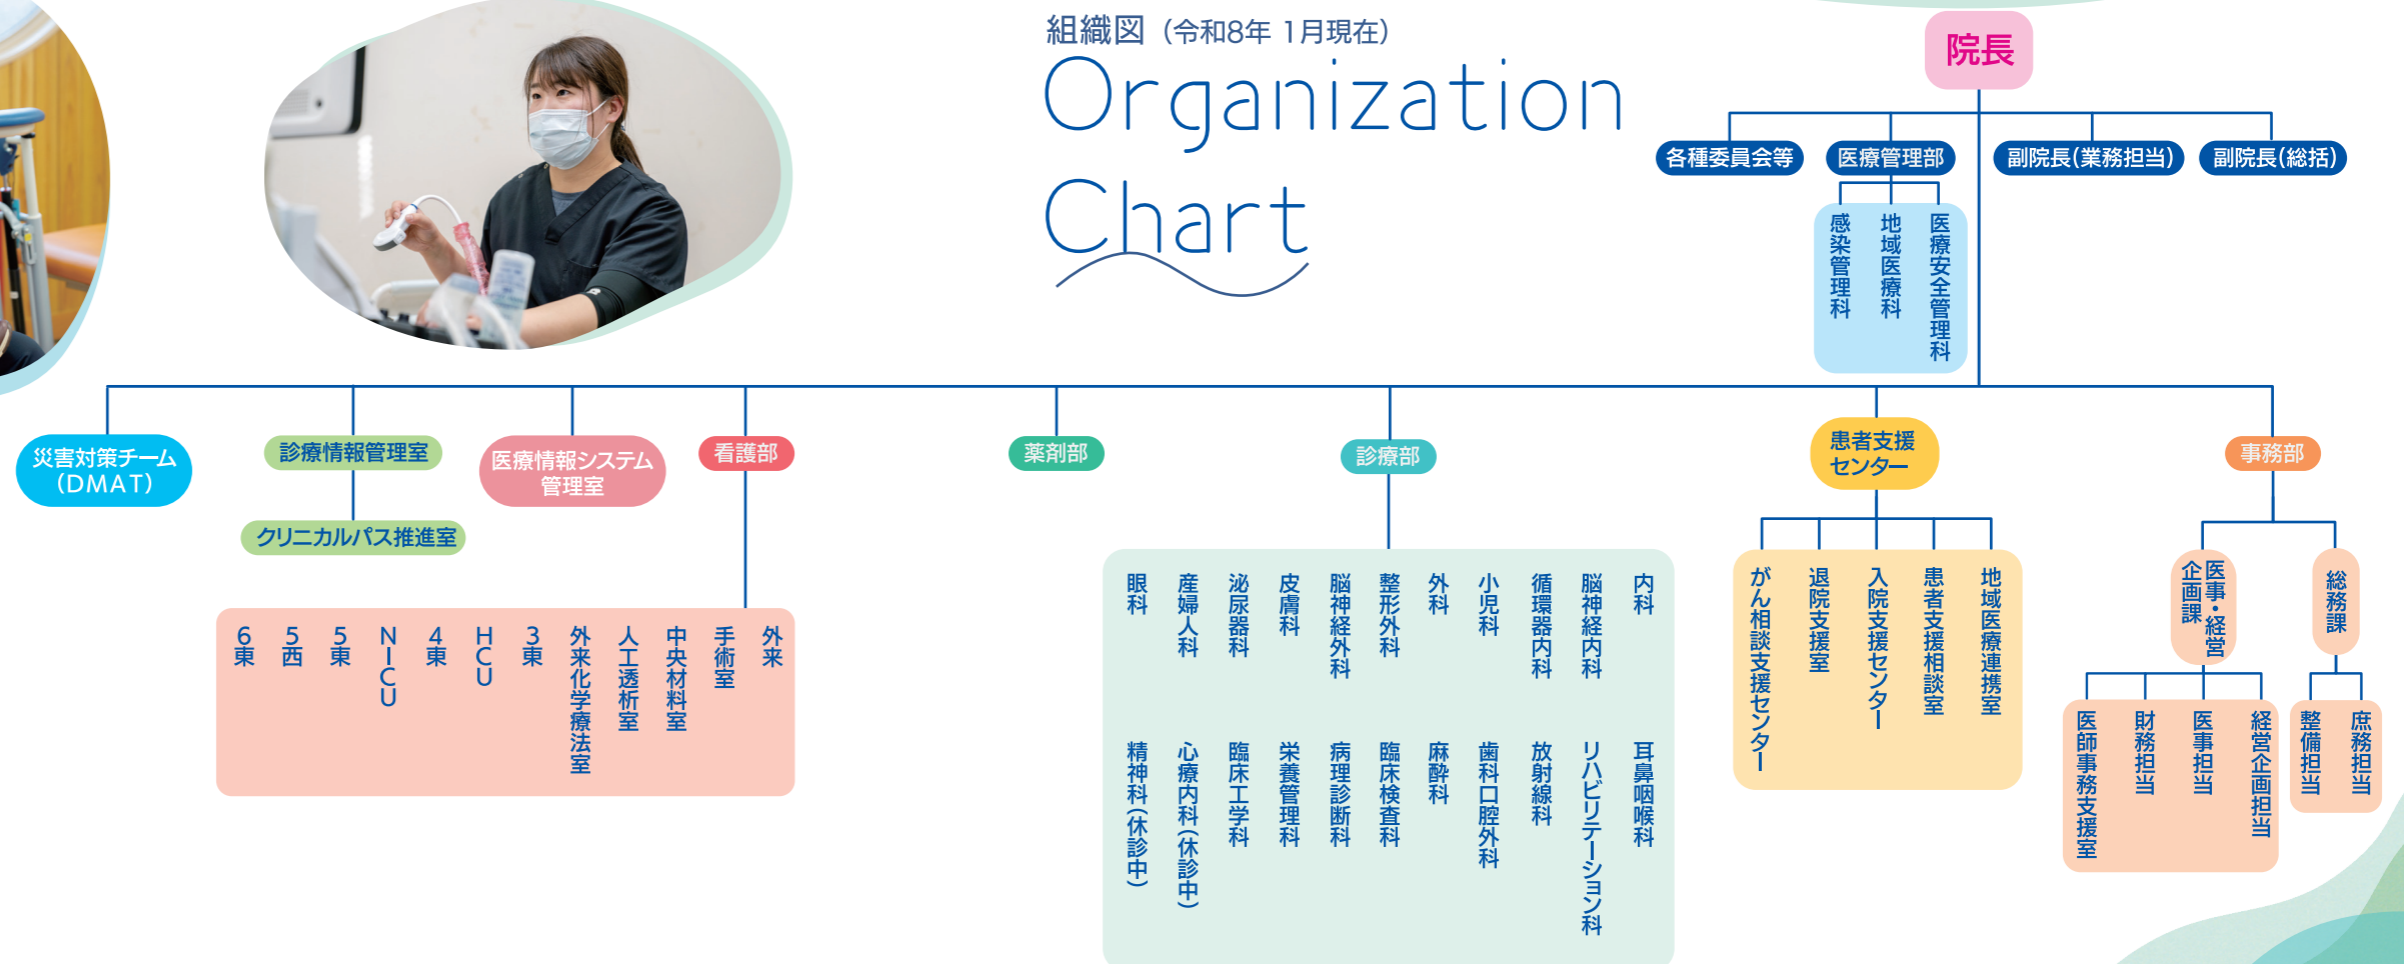 組織図（令和8年 1月現在）
Organization
Chart
院長
各種委員会等
医療管理部
副院長(業務担当)
副院長(総括)
感染管理科
地域医療科
医療安全管理科
災害対策チーム
（DMAT）
診療情報管理室
クリニカルパス推進室
医療情報システム
管理室
看護部
薬剤部
診療部
患者支援
センター
事務部
6東
5西
5東
NICU
4東
HCU
3東
外来化学療法室
人工透析室
中央材料室
手術室
外来
眼科
産婦人科
泌尿器科
皮膚科
脳神経外科
整形外科
外科
小児科
循環器内科
脳神経内科
内科
精神科(休診中)
心療内科(休診中)
臨床工学科
栄養管理科
病理診断科
臨床検査科
麻酔科
歯科口腔外科
放射線科
リハビリテーション科
耳鼻咽喉科
がん相談支援センター
退院支援室
入院支援センター
患者支援相談室
地域医療連携室
医事・経営
企画課
総務課
医師事務支援室
財務担当
医事担当
経営企画担当
整備担当
庶務担当